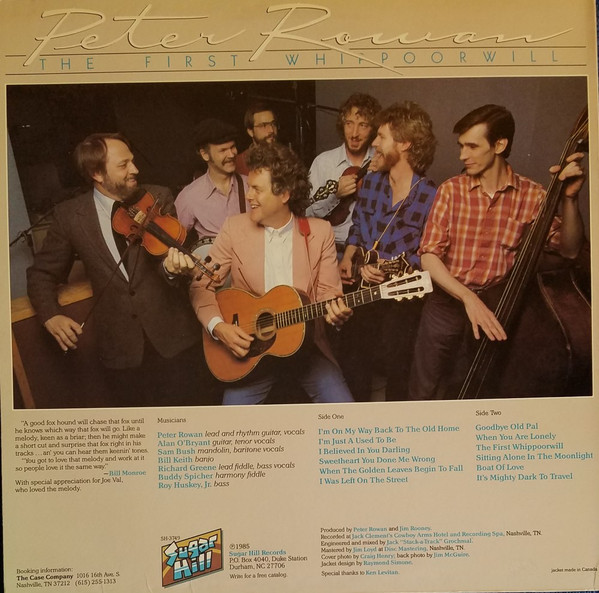 Peter Rowan
THE FIRST WHIPPOORWILL
"A good fox hound will chase that fox until
he knows which way that fox will go. Like a
melody, keen as a briar; then he might make
a short cut and surprise that fox right in his
tracks . . . an' you can hear them keenin' tones.
"You got to love that melody and work at it
so people love it the same way."
—Bill Monroe
With special appreciation for Joe Val,
who loved the melody.
Booking information:
The Case Company 1016 16th Ave. S.
Nashville, TN 37212 (615) 255-1313
Musicians
Peter Rowan lead and rhythm guitar, vocals
Alan O'Bryant guitar, tenor vocals
Sam Bush mandolin, baritone vocals
Bill Keith banjo
Richard Greene lead fiddle, bass vocals
Buddy Spicher harmony fiddle
Roy Huskey, Jr. bass
SH-3749
Sugar
Hill
©1985
Sugar Hill Records
P.O. Box 4040, Duke Station
Durham, NC 27706
Write for a free catalog.
Side One
I'm On My Way Back To The Old Home
I'm Just A Used To Be
I Believed In You Darling
Sweetheart You Done Me Wrong
When The Golden Leaves Begin To Fall
I Was Left On The Street
Side Two
Goodbye Old Pal
When You Are Lonely
The First Whippoorwill
Sitting Alone In The Moonlight
Boat Of Love
It's Mighty Dark To Travel
Produced by Peter Rowan and Jim Rooney.
Recorded at Jack Clement's Cowboy Arms Hotel and Recording Spa, Nashville, TN.
Engineered and mixed by Jack "Stack-a-Track" Grochmal.
Mastered by Jim Loyd at Disc Mastering, Nashville, TN.
Cover photo by Craig Henry; back photo by Jim McGuire.
Jacket design by Raymond Simone.
Special thanks to Ken Levitan.
Jacket made in Canada